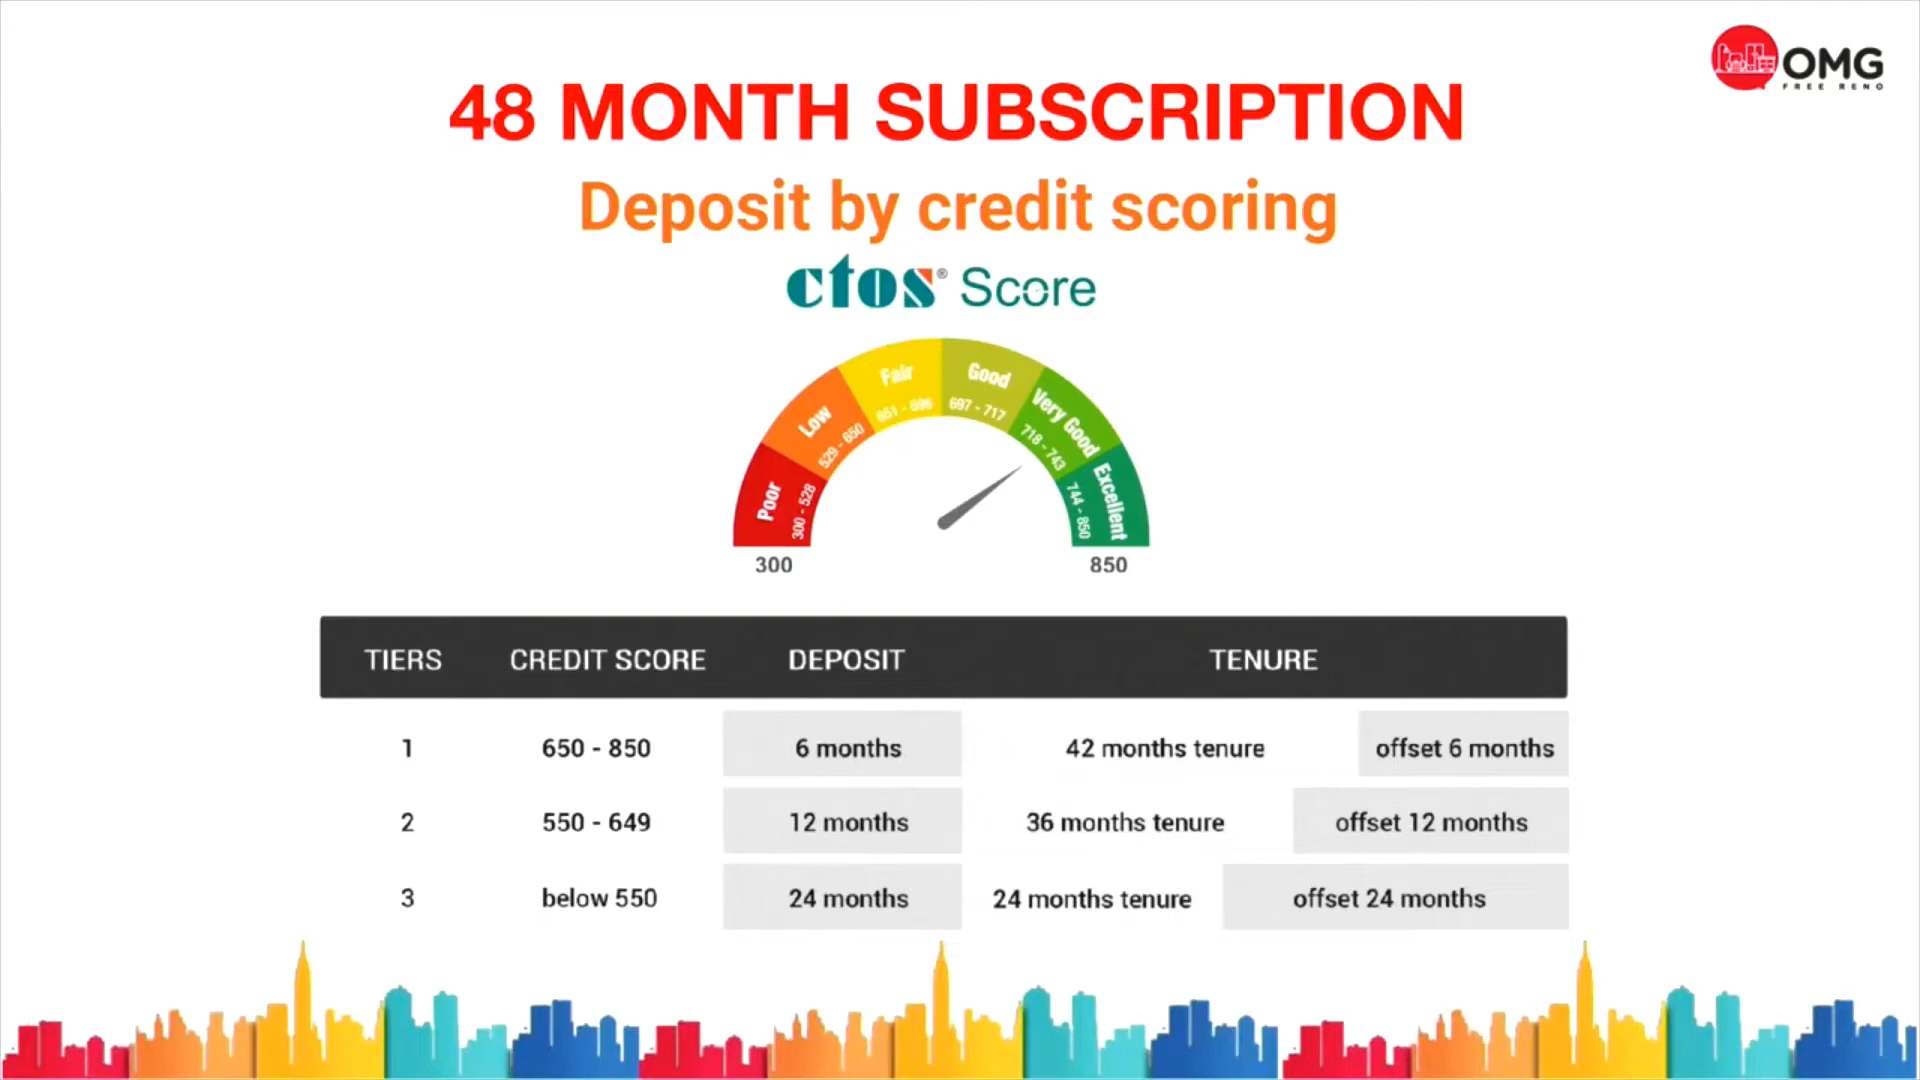 OMG
FREE RENO
48 MONTH SUBSCRIPTION
Deposit by credit scoring
ctos® Score
Poor
300 - 528
Low
529 - 650
Fair
651 - 696
Good
697 - 717
Very Good
718 - 743
Excellent
744 - 850
300
850
TIERS CREDIT SCORE DEPOSIT TENURE
1 650 - 850 6 months 42 months tenure offset 6 months
2 550 - 649 12 months 36 months tenure offset 12 months
3 below 550 24 months 24 months tenure offset 24 months